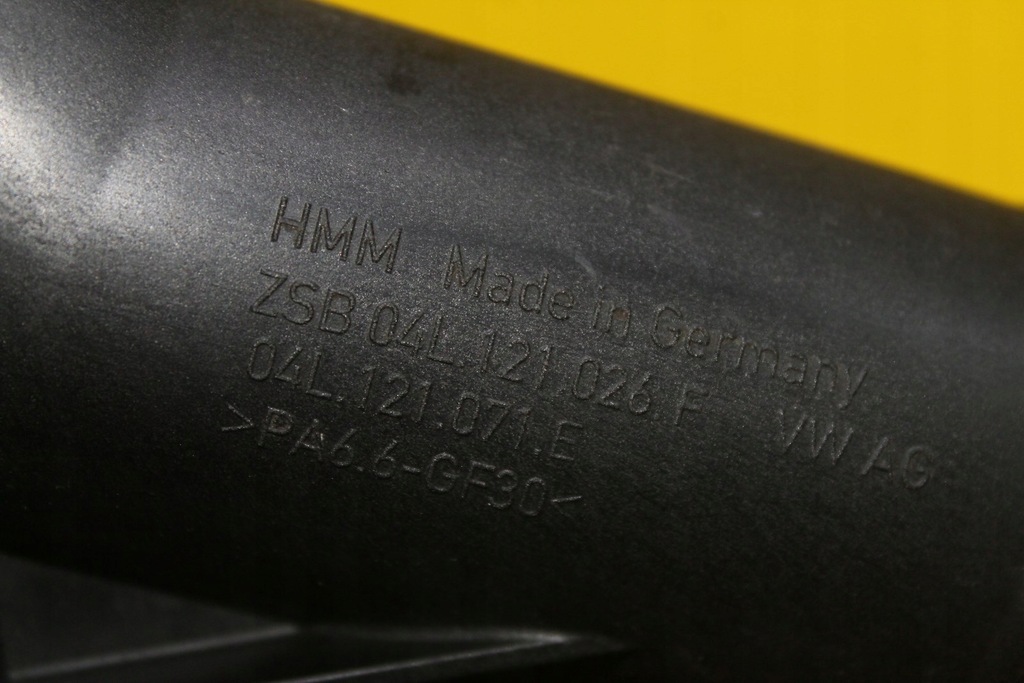 HMM Made in Germany
ZSB 04L.121.026 F VW AG
04L.121.071.E
>PA6.6-GF30<